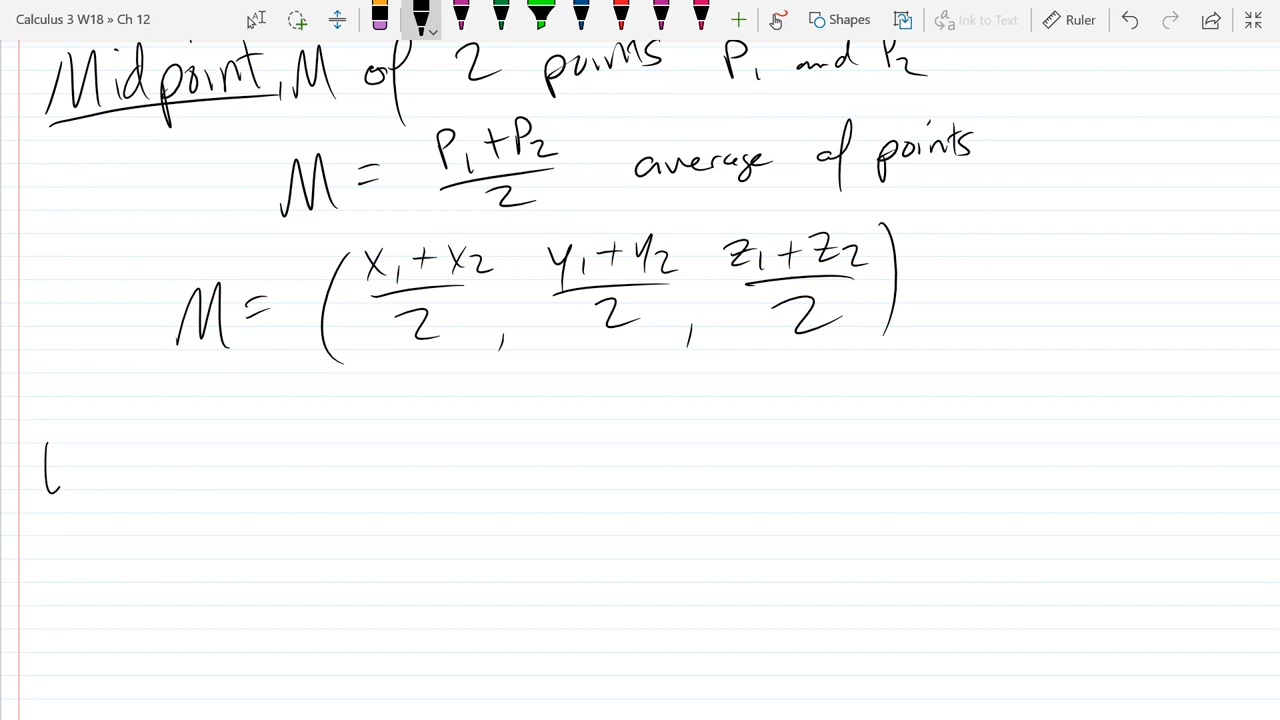 Calculus 3 W18 » Ch 12
Shapes
Ink to Text
Ruler
Midpoint, M of 2 points P₁ and P₂
M = (P₁ + P₂)/2 average of points
M = ((x₁ + x₂)/2, (y₁ + y₂)/2, (z₁ + z₂)/2)